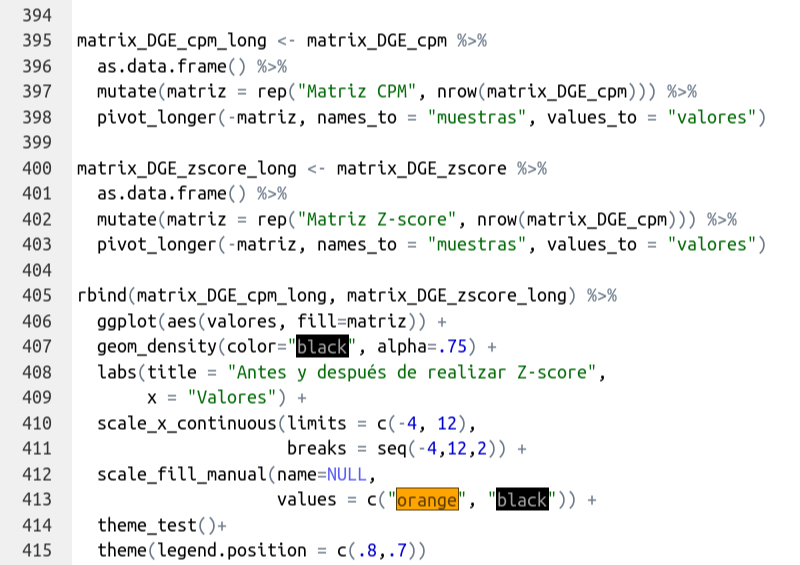 394
395 matrix_DGE_cpm_long <- matrix_DGE_cpm %>%
396   as.data.frame() %>%
397   mutate(matriz = rep("Matriz CPM", nrow(matrix_DGE_cpm))) %>%
398   pivot_longer(-matriz, names_to = "muestras", values_to = "valores")
399
400 matrix_DGE_zscore_long <- matrix_DGE_zscore %>%
401   as.data.frame() %>%
402   mutate(matriz = rep("Matriz Z-score", nrow(matrix_DGE_cpm))) %>%
403   pivot_longer(-matriz, names_to = "muestras", values_to = "valores")
404
405 rbind(matrix_DGE_cpm_long, matrix_DGE_zscore_long) %>%
406   ggplot(aes(valores, fill=matriz)) +
407   geom_density(color="black", alpha=.75) +
408   labs(title = "Antes y después de realizar Z-score",
409        x = "Valores") +
410   scale_x_continuous(limits = c(-4, 12),
411                      breaks = seq(-4,12,2)) +
412   scale_fill_manual(name=NULL,
413                     values = c("orange", "black")) +
414   theme_test()+
415   theme(legend.position = c(.8,.7))